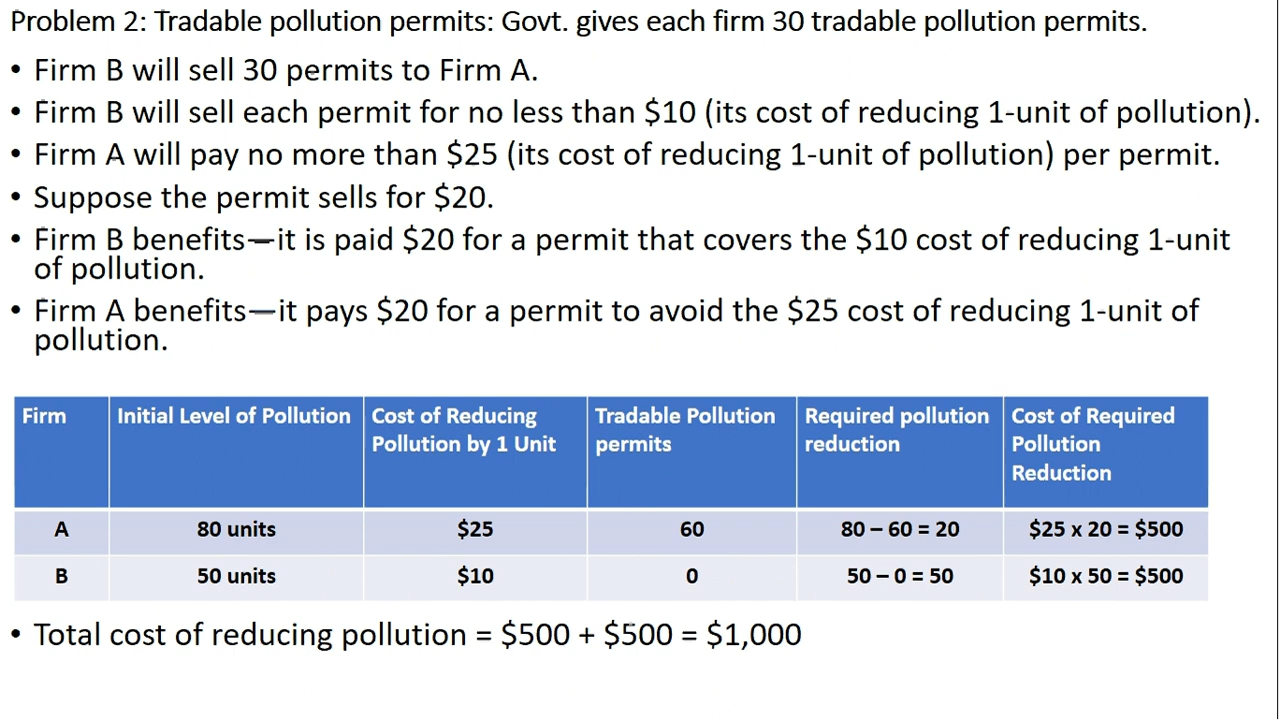 Problem 2: Tradable pollution permits: Govt. gives each firm 30 tradable pollution permits.
• Firm B will sell 30 permits to Firm A.
• Firm B will sell each permit for no less than $10 (its cost of reducing 1-unit of pollution).
• Firm A will pay no more than $25 (its cost of reducing 1-unit of pollution) per permit.
• Suppose the permit sells for $20.
• Firm B benefits—it is paid $20 for a permit that covers the $10 cost of reducing 1-unit
of pollution.
• Firm A benefits—it pays $20 for a permit to avoid the $25 cost of reducing 1-unit of
pollution.
Firm Initial Level of Pollution Cost of Reducing Tradable Pollution Required pollution Cost of Required
Pollution by 1 Unit permits reduction Pollution
Reduction
A 80 units $25 60 80 – 60 = 20 $25 x 20 = $500
B 50 units $10 0 50 – 0 = 50 $10 x 50 = $500
• Total cost of reducing pollution = $500 + $500 = $1,000